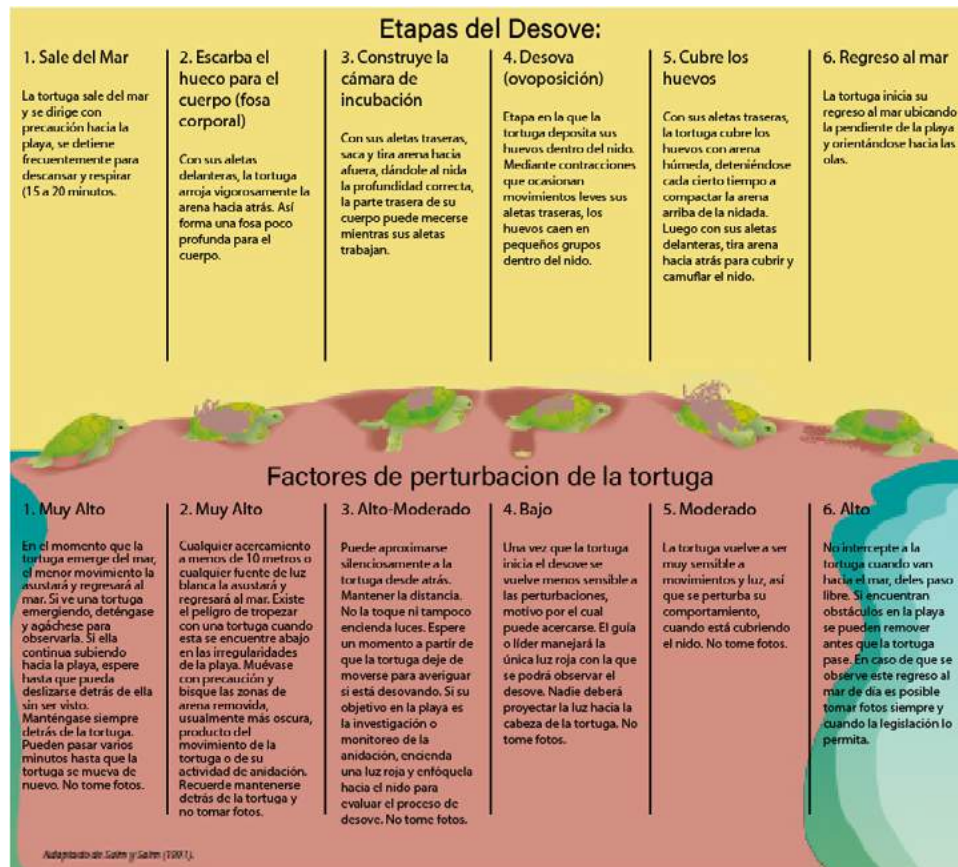 Etapas del Desove:
1. Sale del Mar
La tortuga sale del mar
y se dirige con
precaución hacia la
playa, se detiene
frecuentemente para
descansar y respirar
(15 a 20 minutos.
2. Escarba el
hueco para el
cuerpo (fosa
corporal)
Con sus aletas
delanteras, la tortuga
arroja vigorosamente la
arena hacia atrás. Así
forma una fosa poco
profunda para el
cuerpo.
3. Construye la
cámara de
incubación
Con sus aletas traseras,
saca y tira arena hacia
afuera, dándole al nida
la profundidad correcta,
la parte trasera de su
cuerpo puede mecerse
mientras sus aletas
trabajan.
4. Desova
(ovoposición)
Etapa en la que la
tortuga deposita sus
huevos dentro del nido.
Mediante contracciones
que ocasionan
movimientos leves sus
aletas traseras, los
huevos caen en
pequeños grupos
dentro del nido.
5. Cubre los
huevos
Con sus aletas traseras,
la tortuga cubre los
huevos con arena
húmeda, deteniéndose
cada cierto tiempo a
compactar la arena
arriba de la nidada.
Luego con sus aletas
delanteras, tira arena
hacia atrás para cubrir y
camuflar el nido.
6. Regreso al mar
La tortuga inicia su
regreso al mar ubicando
la pendiente de la playa
y orientándose hacia las
olas.
Factores de perturbacion de la tortuga
1. Muy Alto
En el momento que la
tortuga emerge del mar,
el menor movimiento la
asustará y regresará al
mar. Si ve una tortuga
emergiendo, deténgase
y agáchese para
observarla. Si ella
continua subiendo
hacia la playa, espere
hasta que pueda
deslizarse detrás de ella
sin ser visto.
Manténgase siempre
detrás de la tortuga.
Pueden pasar varios
minutos hasta que la
tortuga se mueva de
nuevo. No tome fotos.
2. Muy Alto
Cualquier acercamiento
a menos de 10 metros o
cualquier fuente de luz
blanca la asustará y
regresará al mar. Existe
el peligro de tropezar
con una tortuga cuando
esta se encuentre abajo
en las irregularidades
de la playa. Muévase
con precaución y
bisque las zonas de
arena removida,
usualmente más oscura,
producto del
movimiento de la
tortuga o de su
actividad de anidación.
Recuerde mantenerse
detrás de la tortuga y
no tomar fotos.
3. Alto-Moderado
Puede aproximarse
silenciosamente a la
tortuga desde atrás.
Mantener la distancia.
No la toque ni tampoco
encienda luces. Espere
un momento a partir de
que la tortuga deje de
moverse para averiguar
si está desovando. Si su
objetivo en la playa es
la investigación o
monitoreo de la
anidación, encienda
una luz roja y enfóquela
hacia el nido para
evaluar el proceso de
desove. No tome fotos.
4. Bajo
Una vez que la tortuga
inicia el desove se
vuelve menos sensible a
las perturbaciones,
motivo por el cual
puede acercarse. El guía
o líder manejará la
única luz roja con la que
se podrá observar el
desove. Nadie deberá
proyectar la luz hacia la
cabeza de la tortuga. No
tome fotos.
5. Moderado
La tortuga vuelve a ser
muy sensible a
movimientos y luz, así
que se perturba su
comportamiento,
cuando está cubriendo
el nido. No tome fotos.
6. Alto
No intercepte a la
tortuga cuando van
hacia el mar, deles paso
libre. Si encuentran
obstáculos en la playa
se pueden remover
antes que la tortuga
pase. En caso de que se
observe este regreso al
mar de día es posible
tomar fotos siempre y
cuando la legislación lo
permita.
Adaptado de Salm y Salm (1991).